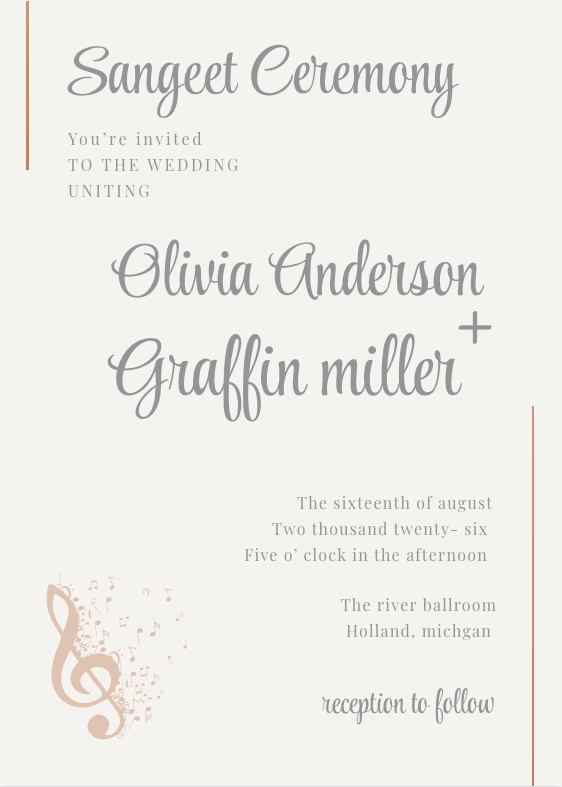 Sangeet Ceremony
You're invited
TO THE WEDDING
UNITING
Olivia Anderson
+
Graffin miller
The sixteenth of august
Two thousand twenty- six
Five o' clock in the afternoon
The river ballroom
Holland, michgan
reception to follow